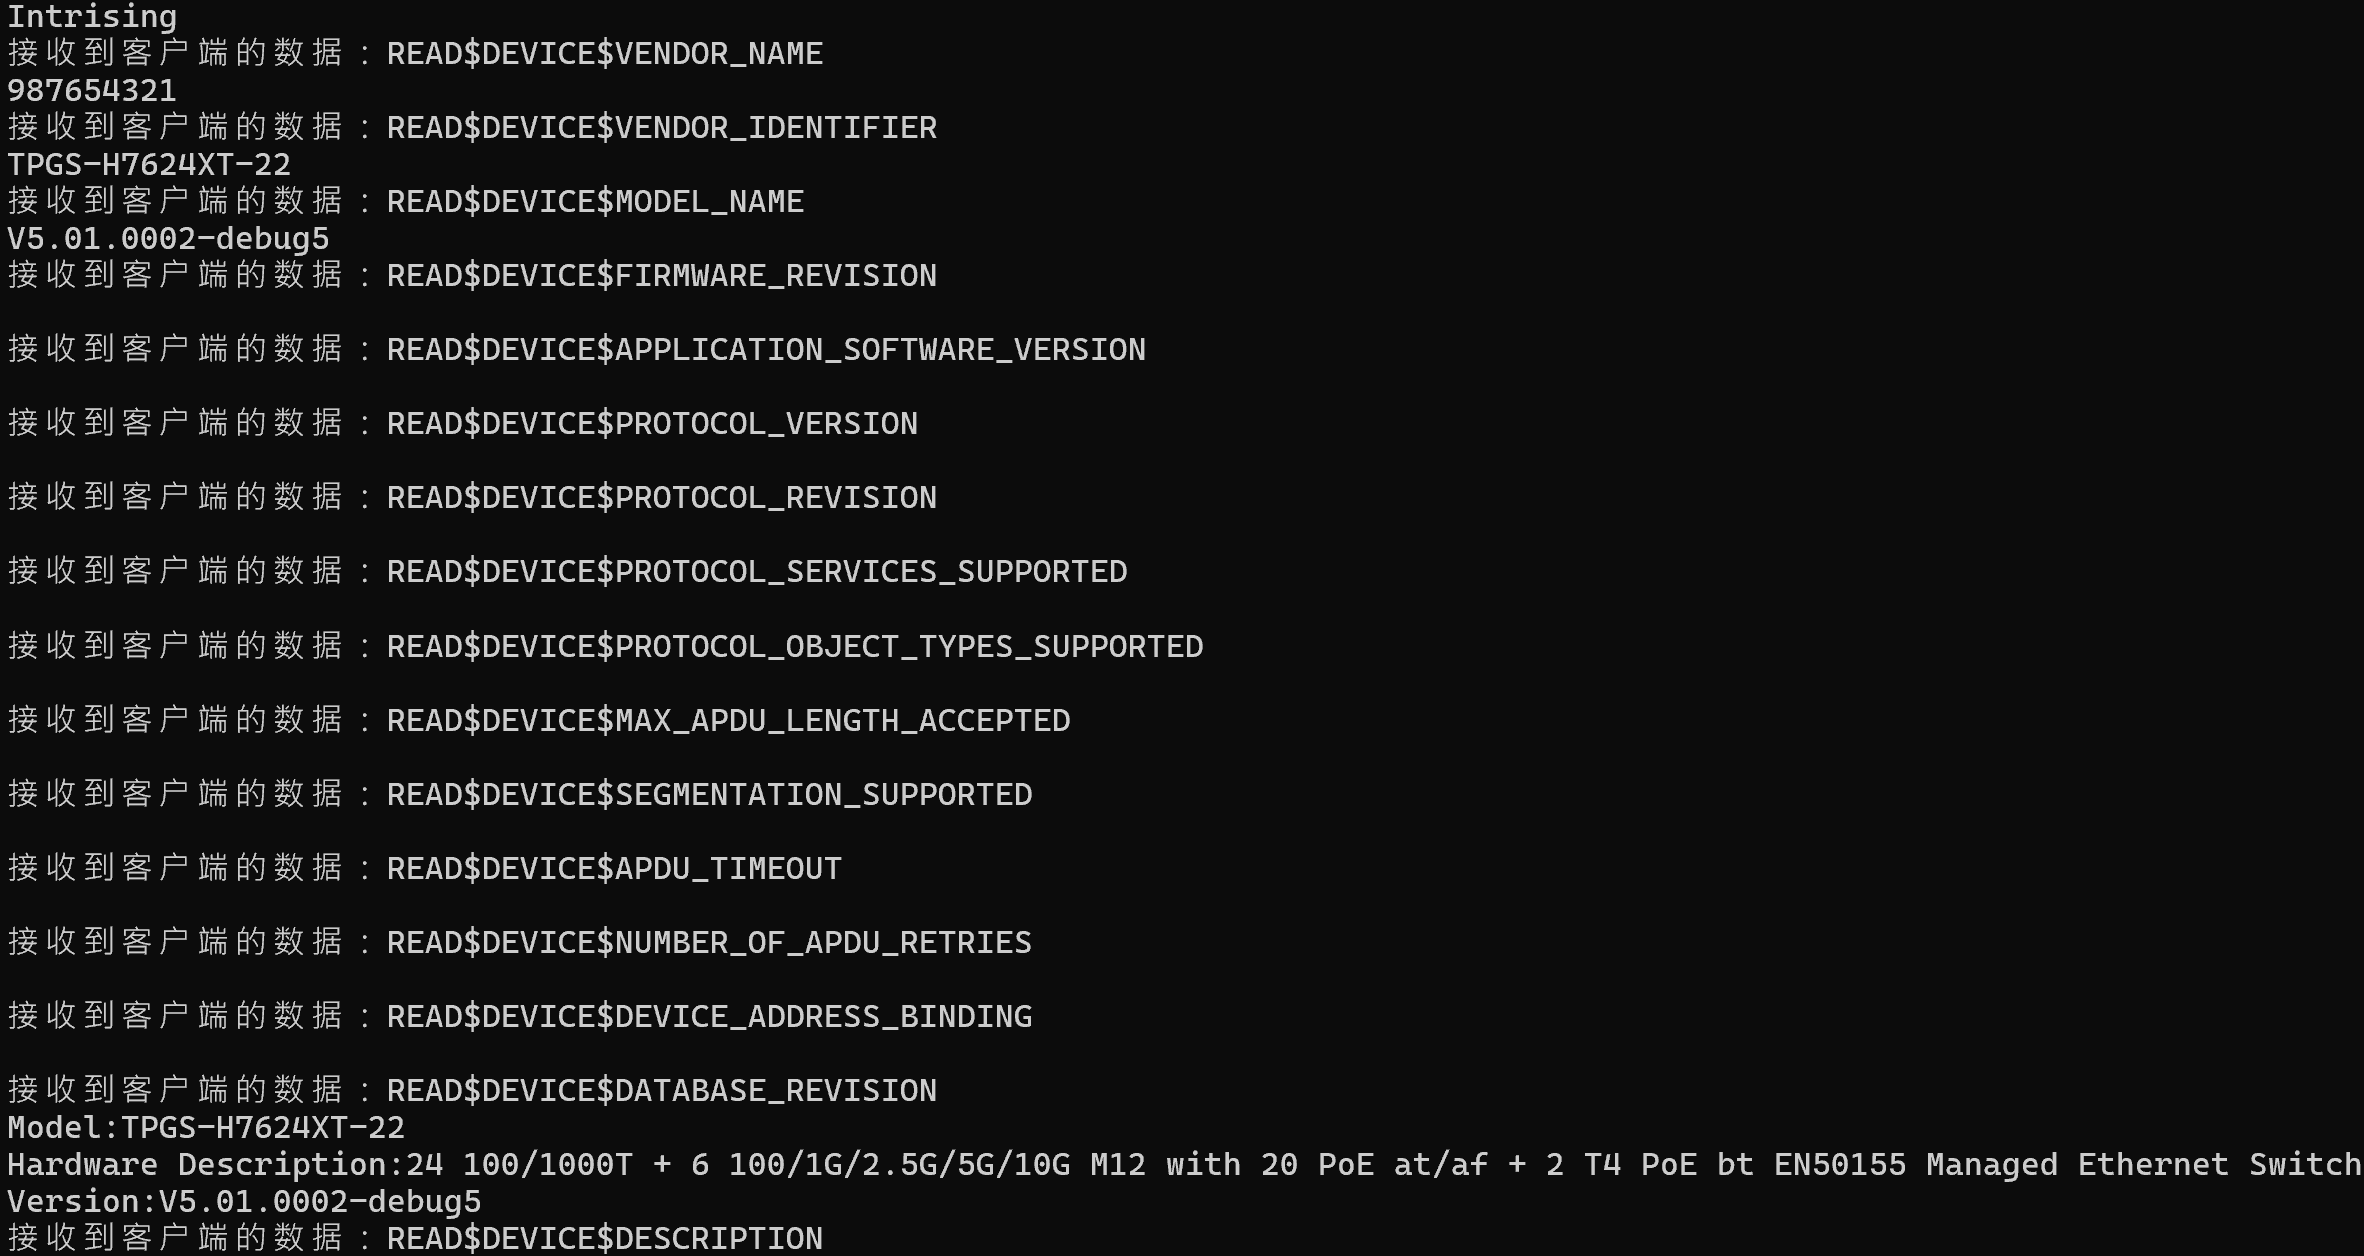 Intrising
接收到客户端的数据：READ$DEVICE$VENDOR_NAME
987654321
接收到客户端的数据：READ$DEVICE$VENDOR_IDENTIFIER
TPGS-H7624XT-22
接收到客户端的数据：READ$DEVICE$MODEL_NAME
V5.01.0002-debug5
接收到客户端的数据：READ$DEVICE$FIRMWARE_REVISION
接收到客户端的数据：READ$DEVICE$APPLICATION_SOFTWARE_VERSION
接收到客户端的数据：READ$DEVICE$PROTOCOL_VERSION
接收到客户端的数据：READ$DEVICE$PROTOCOL_REVISION
接收到客户端的数据：READ$DEVICE$PROTOCOL_SERVICES_SUPPORTED
接收到客户端的数据：READ$DEVICE$PROTOCOL_OBJECT_TYPES_SUPPORTED
接收到客户端的数据：READ$DEVICE$MAX_APDU_LENGTH_ACCEPTED
接收到客户端的数据：READ$DEVICE$SEGMENTATION_SUPPORTED
接收到客户端的数据：READ$DEVICE$APDU_TIMEOUT
接收到客户端的数据：READ$DEVICE$NUMBER_OF_APDU_RETRIES
接收到客户端的数据：READ$DEVICE$DEVICE_ADDRESS_BINDING
接收到客户端的数据：READ$DEVICE$DATABASE_REVISION
Model:TPGS-H7624XT-22
Hardware Description:24 100/1000T + 6 100/1G/2.5G/5G/10G M12 with 20 PoE at/af + 2 T4 PoE bt EN50155 Managed Ethernet Switch
Version:V5.01.0002-debug5
接收到客户端的数据：READ$DEVICE$DESCRIPTION